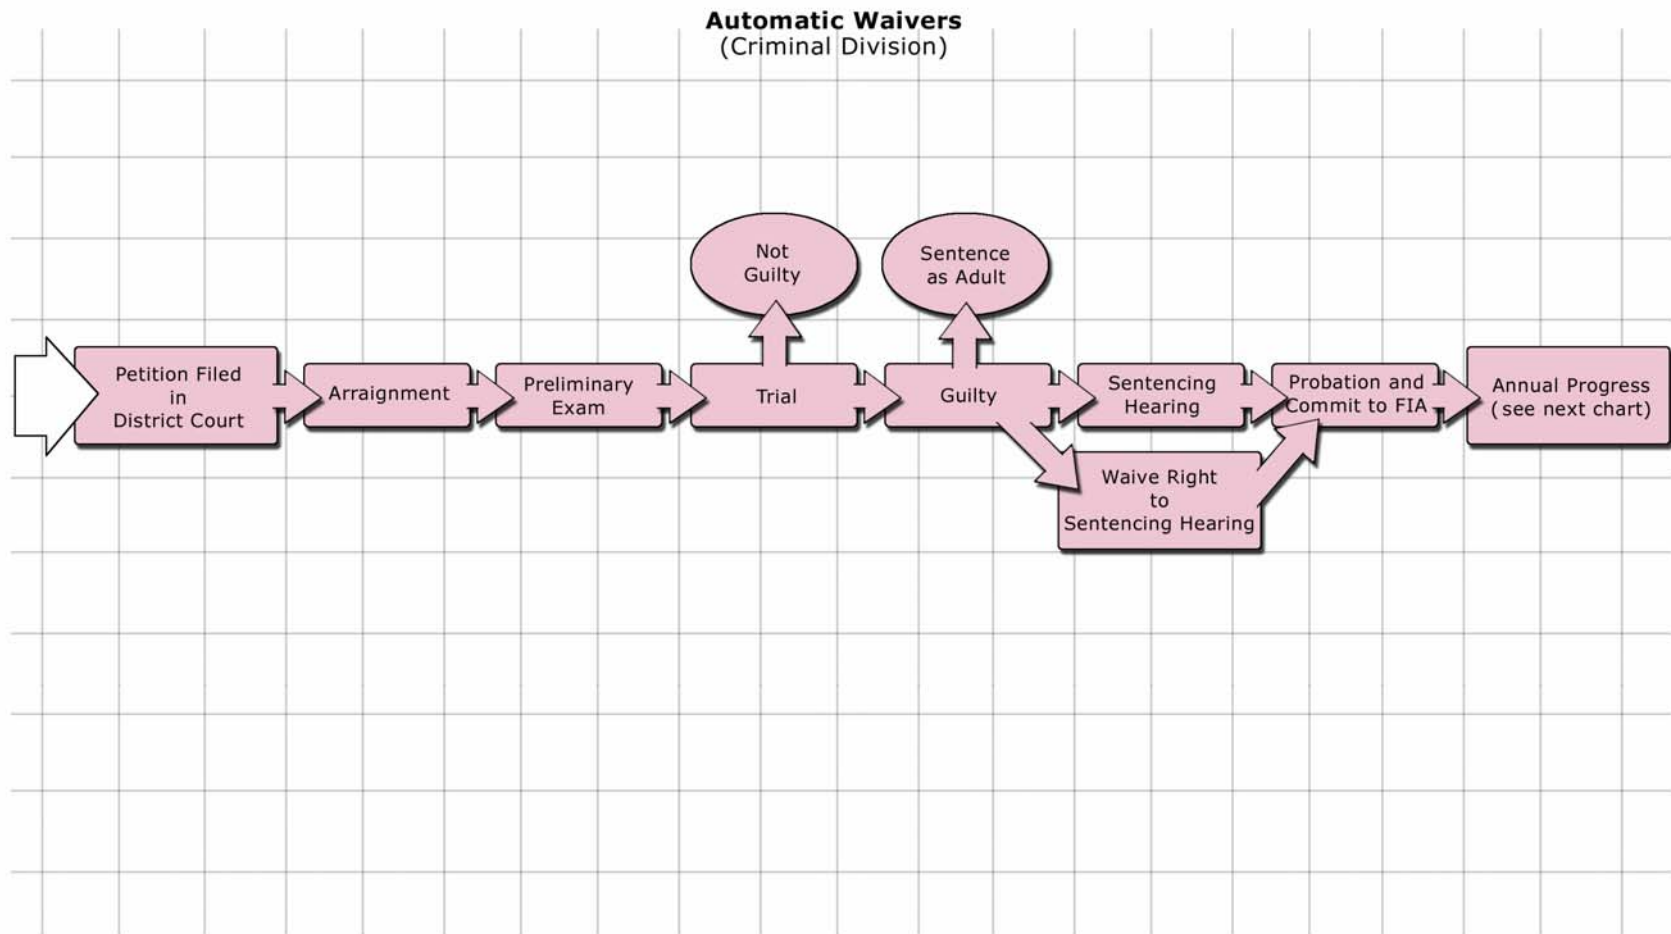 Automatic Waivers
(Criminal Division)
Not
Guilty
Sentence
as Adult
Petition Filed
in
District Court
Arraignment
Preliminary
Exam
Trial
Guilty
Sentencing
Hearing
Probation and
Commit to FIA
Annual Progress
(see next chart)
Waive Right
to
Sentencing Hearing